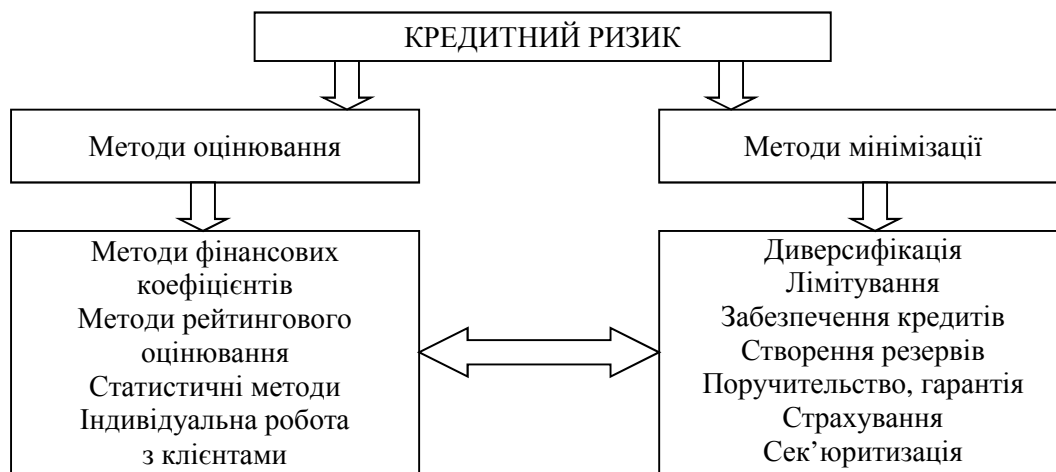 КРЕДИТНИЙ РИЗИК
Методи оцінювання
Методи мінімізації
Методи фінансових
коефіцієнтів
Методи рейтингового
оцінювання
Статистичні методи
Індивідуальна робота
з клієнтами
Диверсифікація
Лімітування
Забезпечення кредитів
Створення резервів
Поручительство, гарантія
Страхування
Сек’юритизація